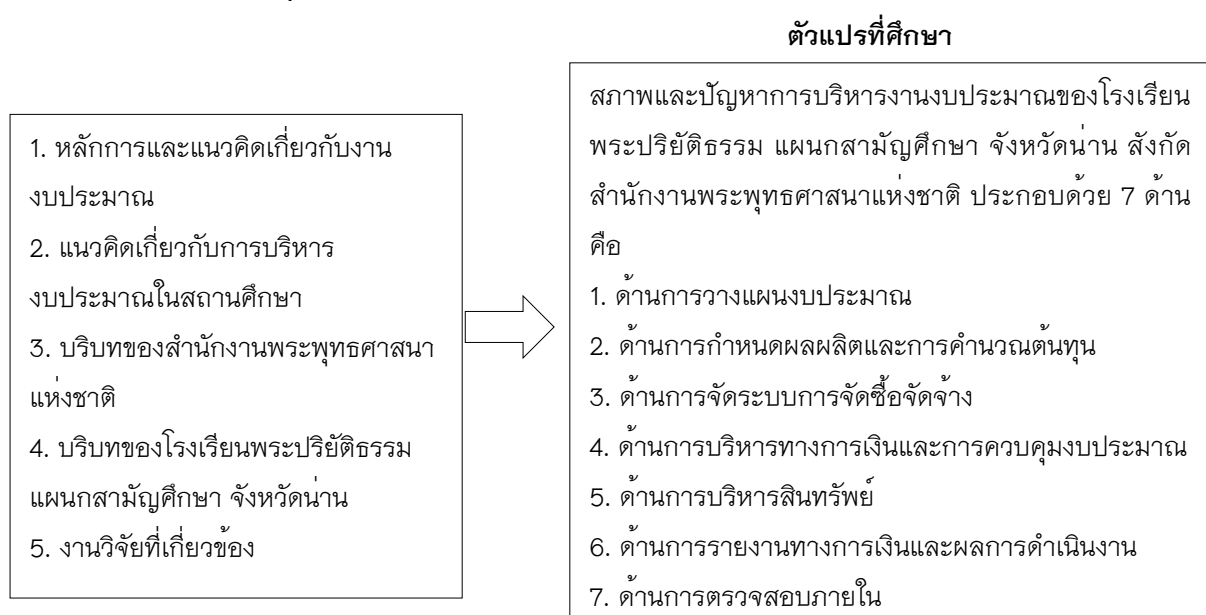 ตัวแปรที่ศึกษา
1. หลักการและแนวคิดเกี่ยวกับงาน
งบประมาณ
2. แนวคิดเกี่ยวกับการบริหาร
งบประมาณในสถานศึกษา
3. บริบทของสำนักงานพระพุทธศาสนา
แห่งชาติ
4. บริบทของโรงเรียนพระปริยัติธรรม
แผนกสามัญศึกษา จังหวัดน่าน
5. งานวิจัยที่เกี่ยวข้อง
สภาพและปัญหาการบริหารงานงบประมาณของโรงเรียน
พระปริยัติธรรม แผนกสามัญศึกษา จังหวัดน่าน สังกัด
สำนักงานพระพุทธศาสนาแห่งชาติ ประกอบด้วย 7 ด้าน
คือ
1. ด้านการวางแผนงบประมาณ
2. ด้านการกำหนดผลผลิตและการคำนวณต้นทุน
3. ด้านการจัดระบบการจัดซื้อจัดจ้าง
4. ด้านการบริหารทางการเงินและการควบคุมงบประมาณ
5. ด้านการบริหารสินทรัพย์
6. ด้านการรายงานทางการเงินและผลการดำเนินงาน
7. ด้านการตรวจสอบภายใน